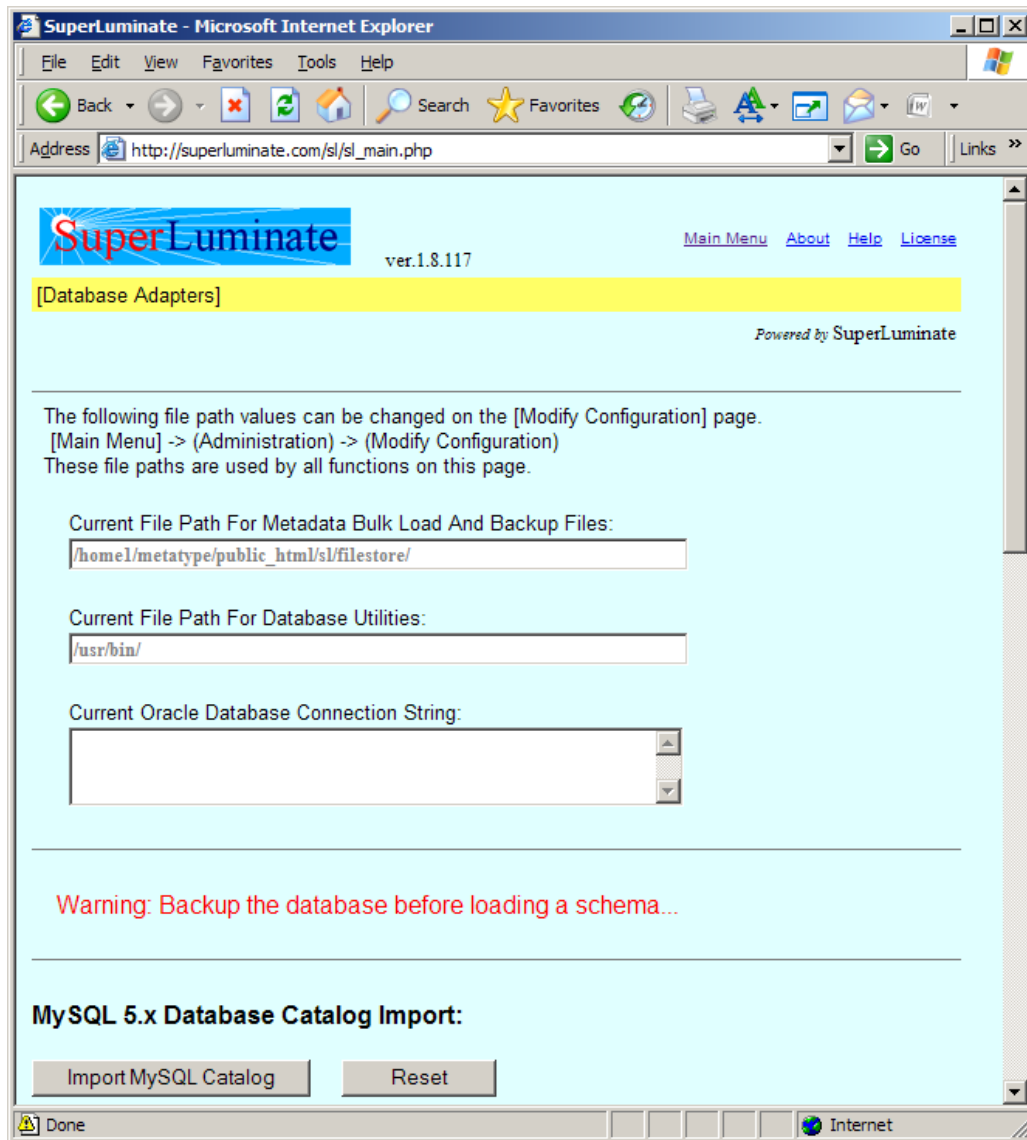 SuperLuminate - Microsoft Internet Explorer
File Edit View Favorites Tools Help
Back Search Favorites
Address http://superluminate.com/sl/sl_main.php Go Links »
SuperLuminate ver.1.8.117 Main Menu About Help License
[Database Adapters]
Powered by SuperLuminate
The following file path values can be changed on the [Modify Configuration] page.
[Main Menu] -> (Administration) -> (Modify Configuration)
These file paths are used by all functions on this page.
Current File Path For Metadata Bulk Load And Backup Files:
/home1/metatype/public_html/sl/filestore/
Current File Path For Database Utilities:
/usr/bin/
Current Oracle Database Connection String:
Warning: Backup the database before loading a schema...
MySQL 5.x Database Catalog Import:
Import MySQL Catalog Reset
Done Internet